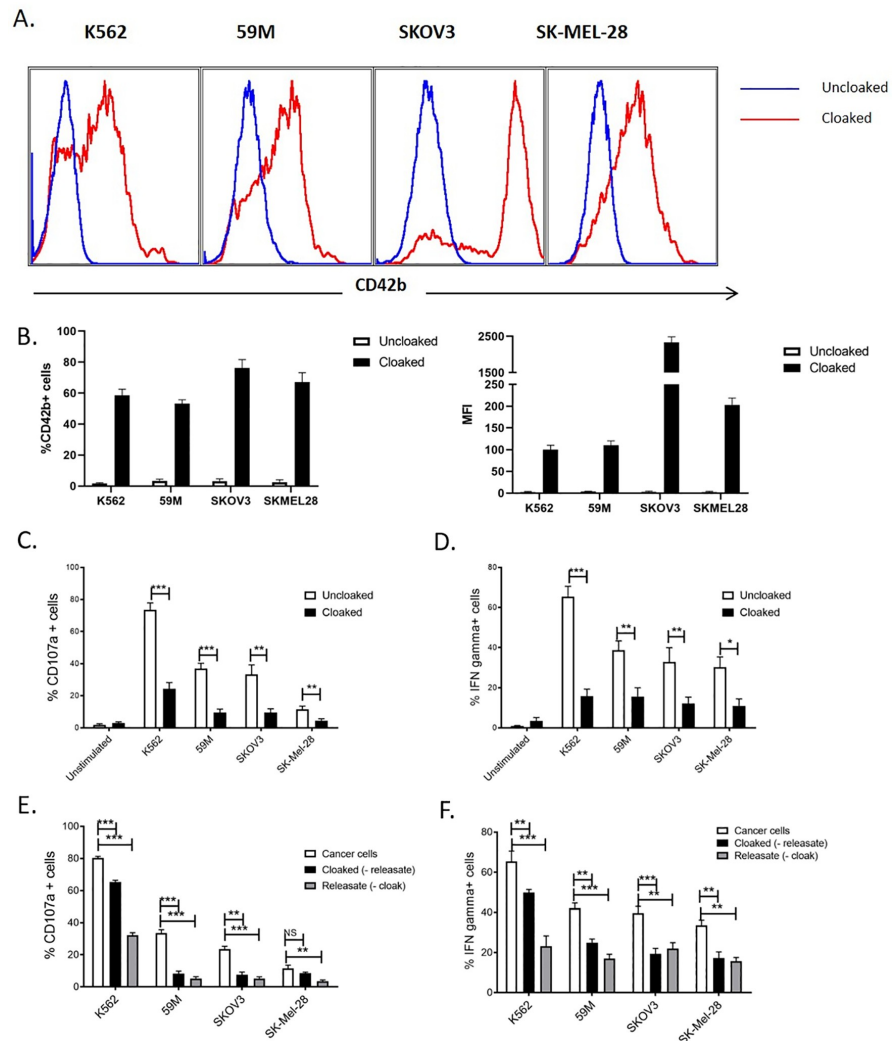 A.
K562 59M SKOV3 SK-MEL-28
Uncloaked
Cloaked
CD42b
B.
100
80
60
40
20
0
%CD42b+ cells
Uncloaked
Cloaked
K562 59M SKOV3 SKMEL28
2500
1500
250
200
150
100
50
0
MFI
Uncloaked
Cloaked
K562 59M SKOV3 SKMEL28
C.
100
80
60
40
20
0
% CD107a + cells
Uncloaked
Cloaked
*** *** ** **
Unstimulated K562 59M SKOV3 SK-Mel-28
D.
80
60
40
20
0
% IFN gamma+ cells
Uncloaked
Cloaked
*** ** ** *
Unstimulated K562 59M SKOV3 SK-Mel-28
E.
100
80
60
40
20
0
% CD107a + cells
Cancer cells
Cloaked (- releasate)
Releasate (- cloak)
*** *** ** NS
*** *** *** **
K562 59M SKOV3 SK-Mel-28
F.
80
60
40
20
0
% IFN gamma+ cells
Cancer cells
Cloaked (- releasate)
Releasate (- cloak)
** ** *** **
*** *** ** **
K562 59M SKOV3 SK-Mel-28